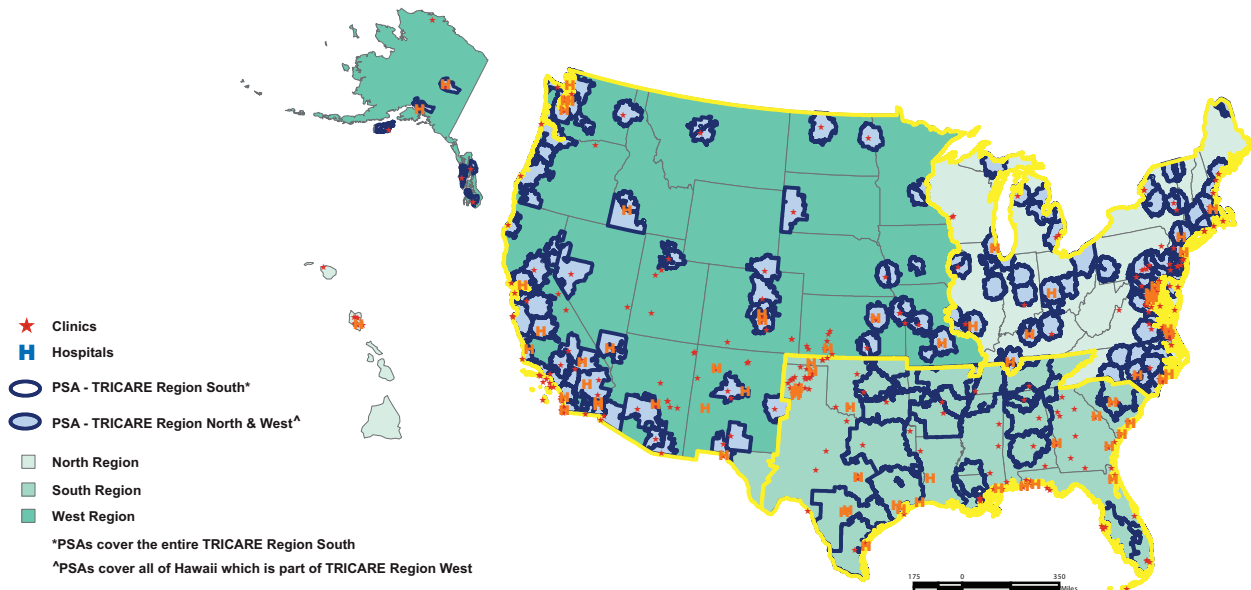 Clinics
H Hospitals
PSA - TRICARE Region South*
PSA - TRICARE Region North & West^
North Region
South Region
West Region
*PSAs cover the entire TRICARE Region South
^PSAs cover all of Hawaii which is part of TRICARE Region West
175 0 350
Miles